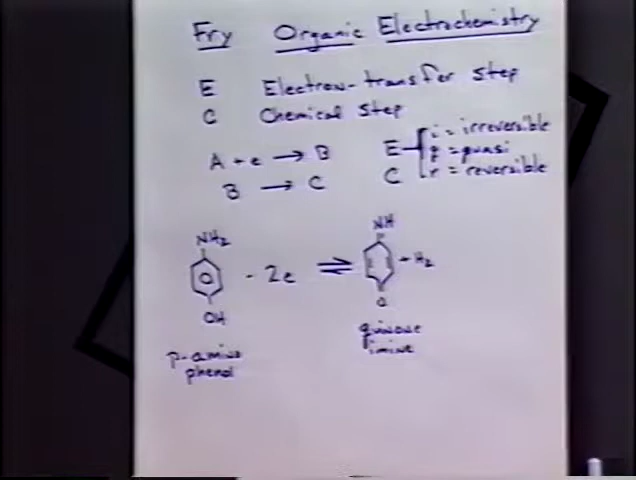 Fry Organic Electrochemistry
E Electron-transfer step
C Chemical step
A + e → B
B → C
E
C
i = irreversible
q = quasi
r = reversible
NH₂
OH
- 2e ⇌
NH
O
+ H₂
p-amino
phenol
quinone
imine